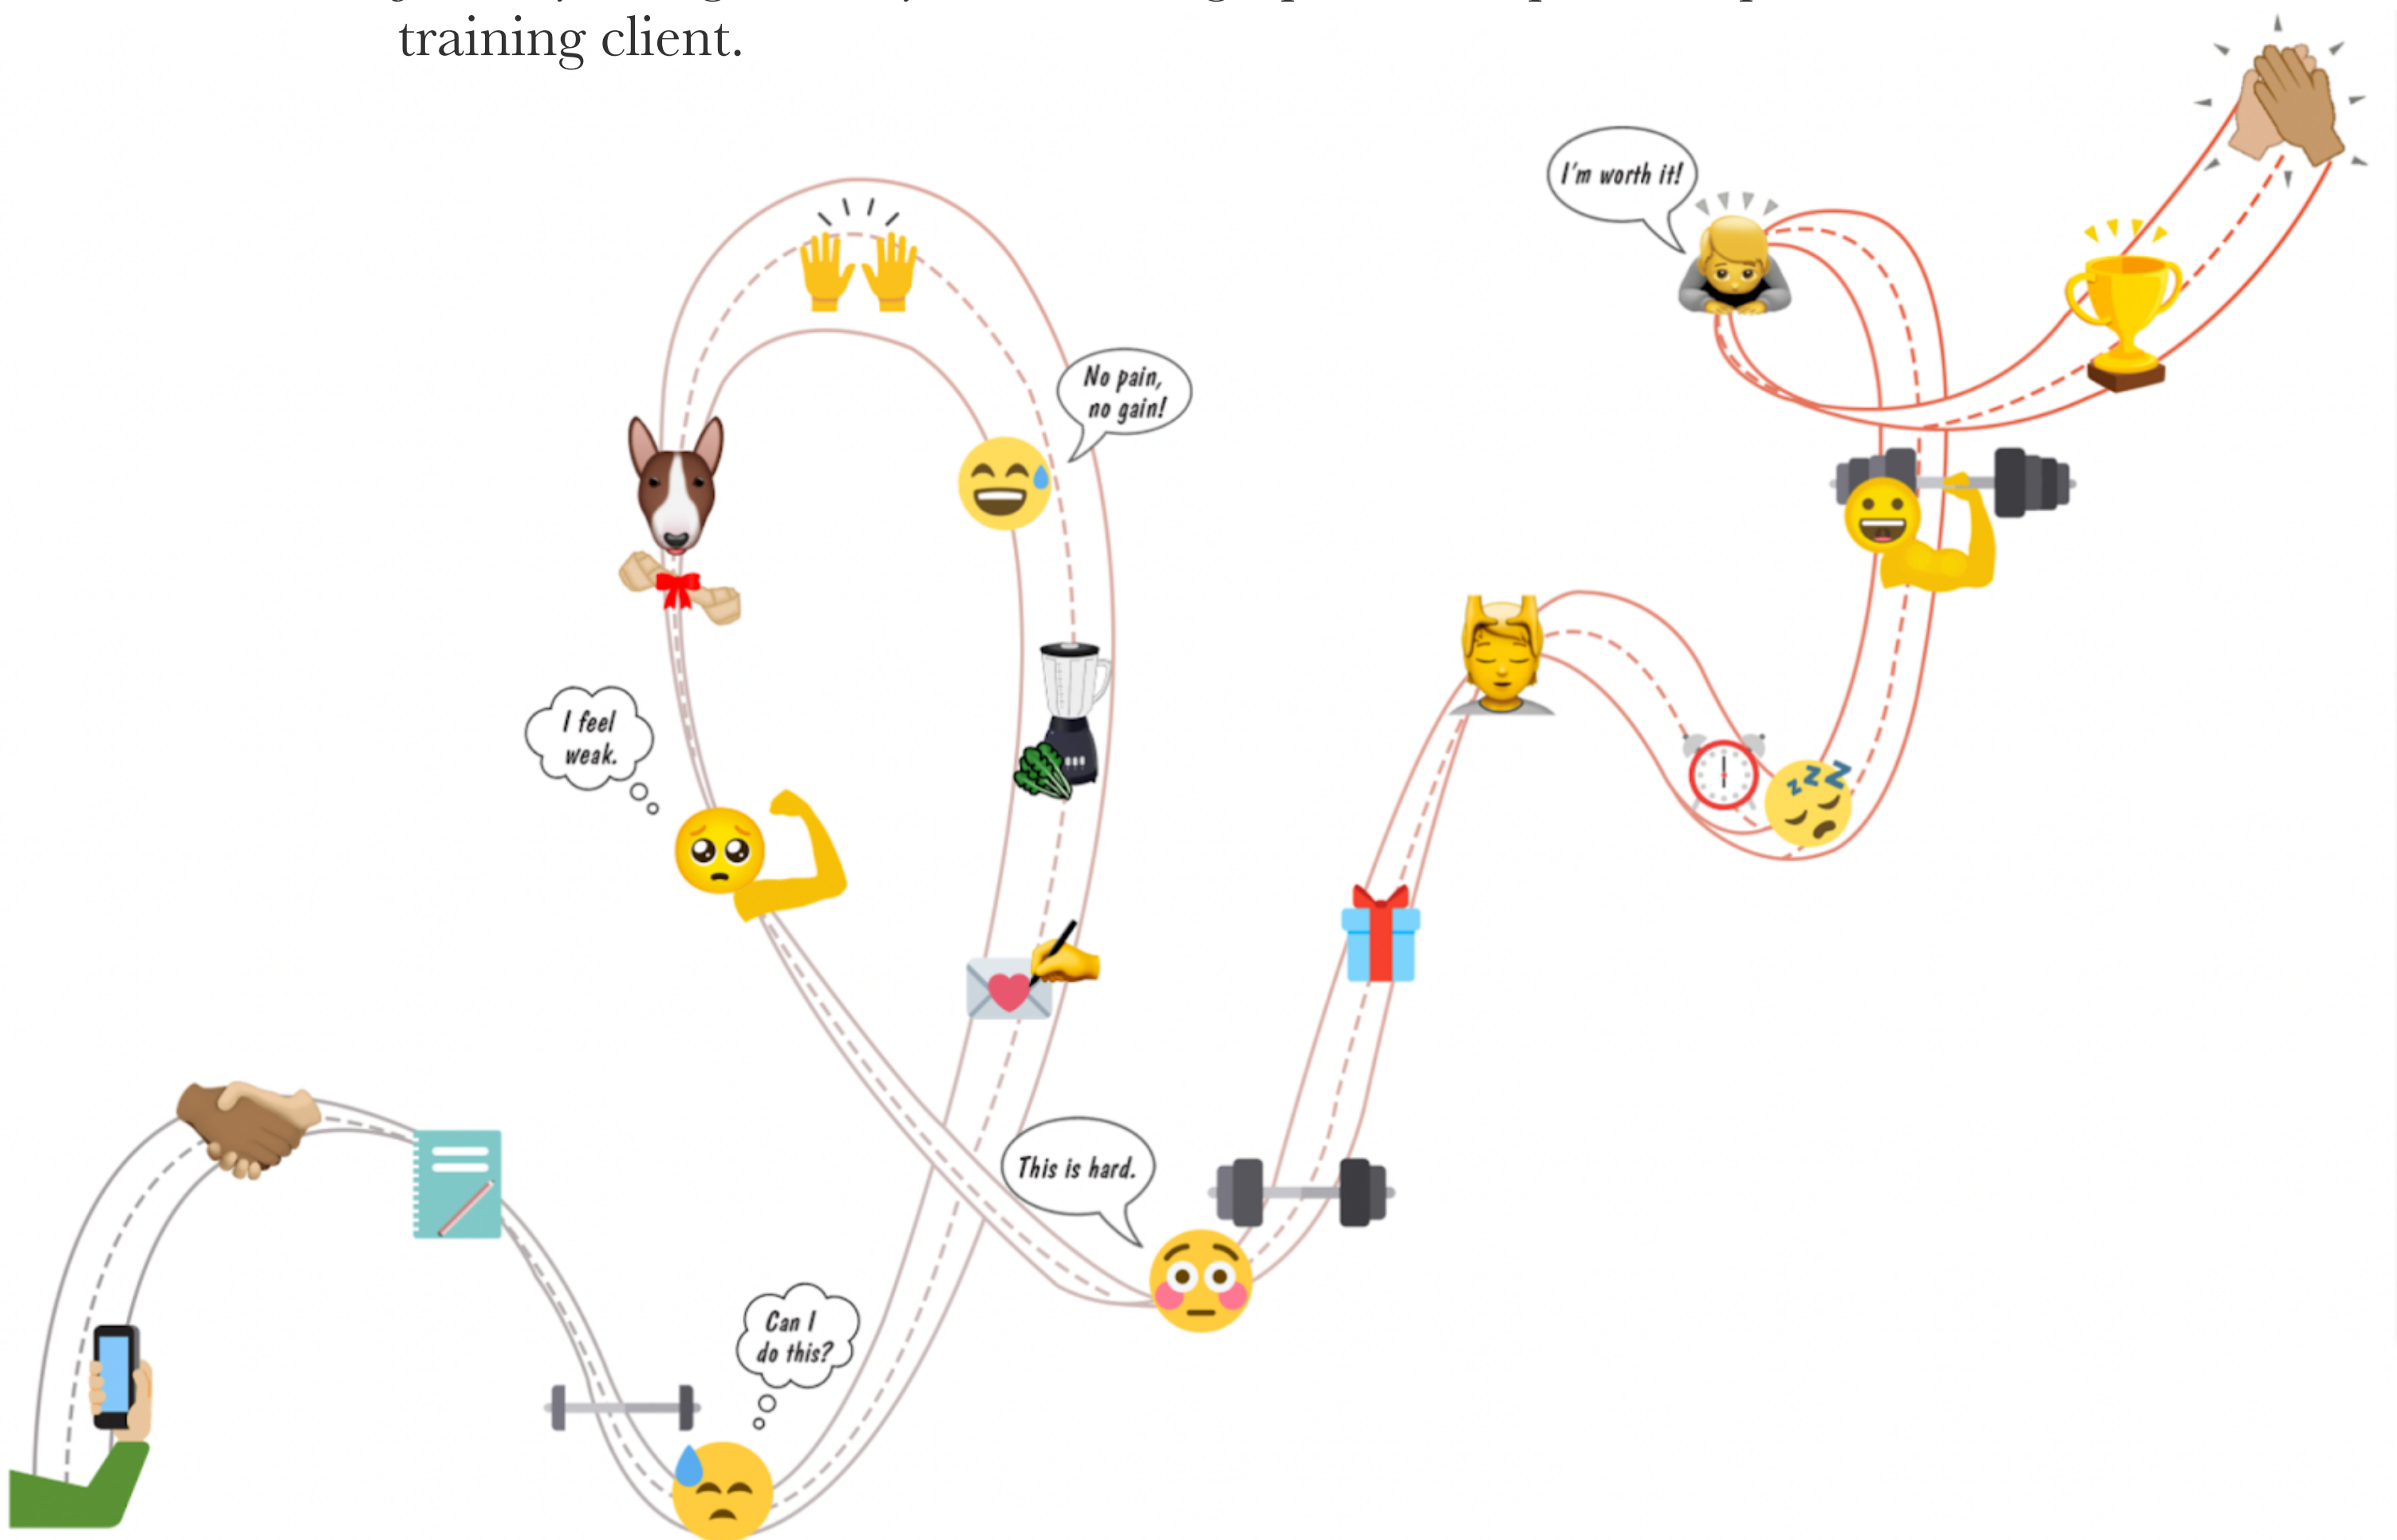 training client.
I'm worth it!
No pain,
no gain!
I feel
weak.
This is hard.
Can I
do this?
z z z